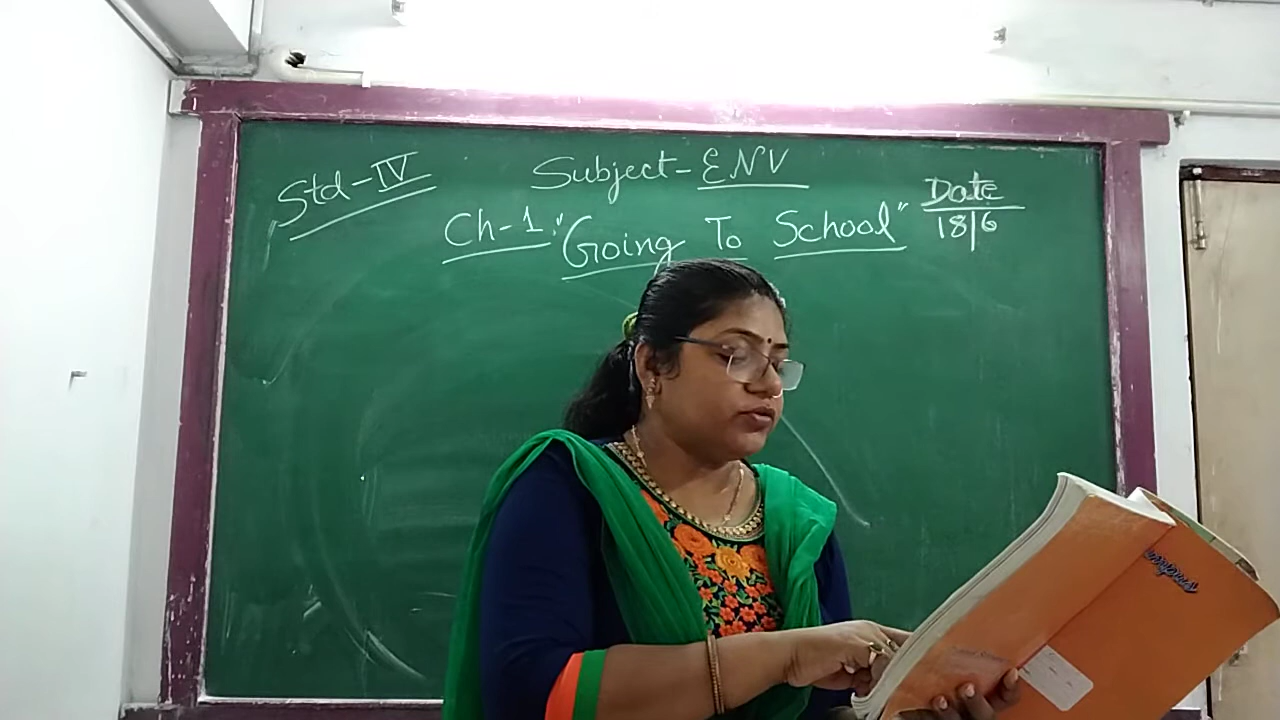 Std-IV
Subject- ENV
Ch-1: "Going To School"
Date
18/6